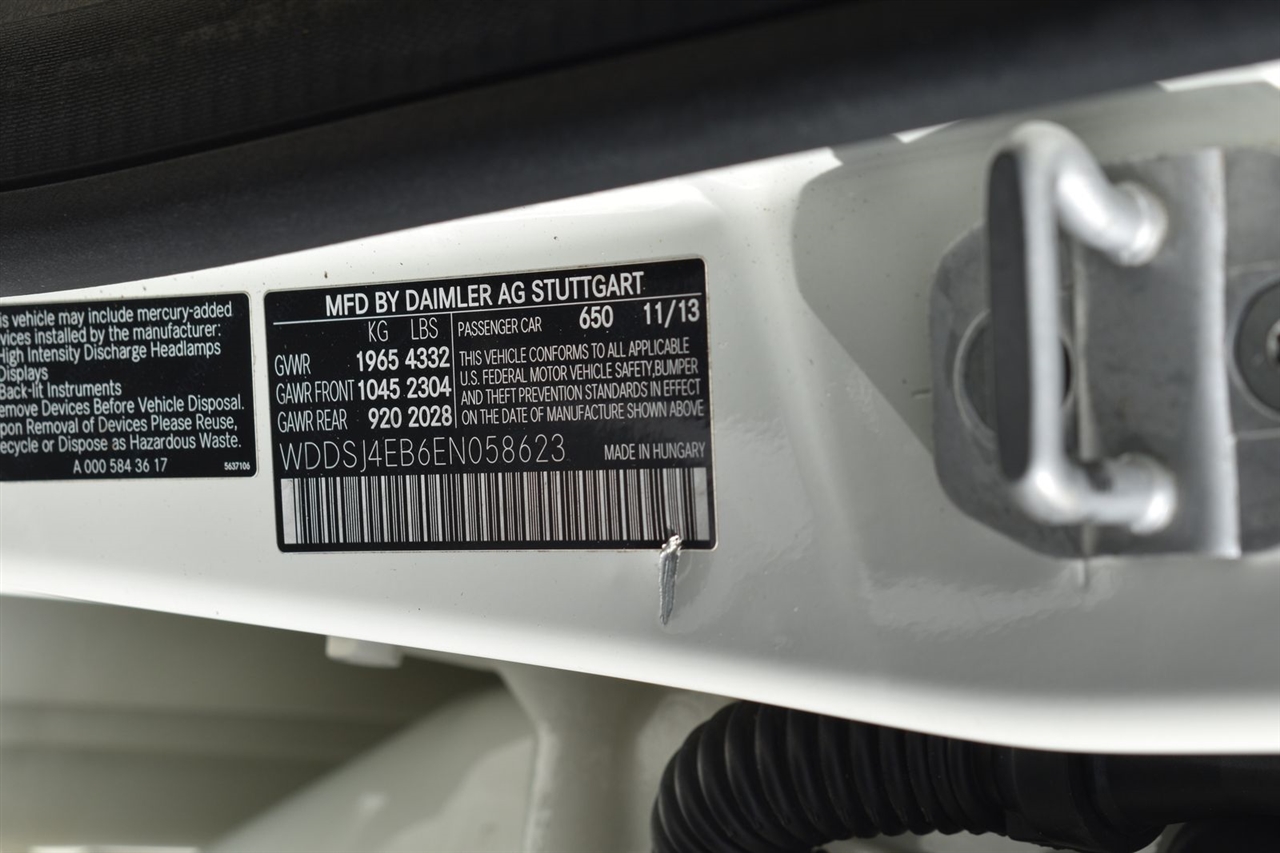 is vehicle may include mercury-added
vices installed by the manufacturer:
High Intensity Discharge Headlamps
Displays
Back-lit Instruments
emove Devices Before Vehicle Disposal.
pon Removal of Devices Please Reuse,
ecycle or Dispose as Hazardous Waste.
A 000 584 36 17 5637106
MFD BY DAIMLER AG STUTTGART
KG LBS
GVWR 1965 4332
GAWR FRONT 1045 2304
GAWR REAR 920 2028
PASSENGER CAR 650 11/13
THIS VEHICLE CONFORMS TO ALL APPLICABLE
U.S. FEDERAL MOTOR VEHICLE SAFETY,BUMPER
AND THEFT PREVENTION STANDARDS IN EFFECT
ON THE DATE OF MANUFACTURE SHOWN ABOVE
WDDSJ4EB6EN058623 MADE IN HUNGARY